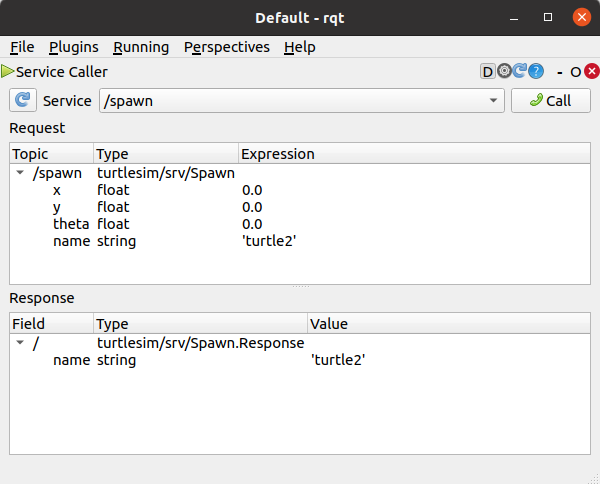 Default - rqt
File Plugins Running Perspectives Help
Service Caller D ? - O
Service /spawn Call
Request
Topic Type Expression
/spawn turtlesim/srv/Spawn
x float 0.0
y float 0.0
theta float 0.0
name string 'turtle2'
Response
Field Type Value
/ turtlesim/srv/Spawn.Response
name string 'turtle2'